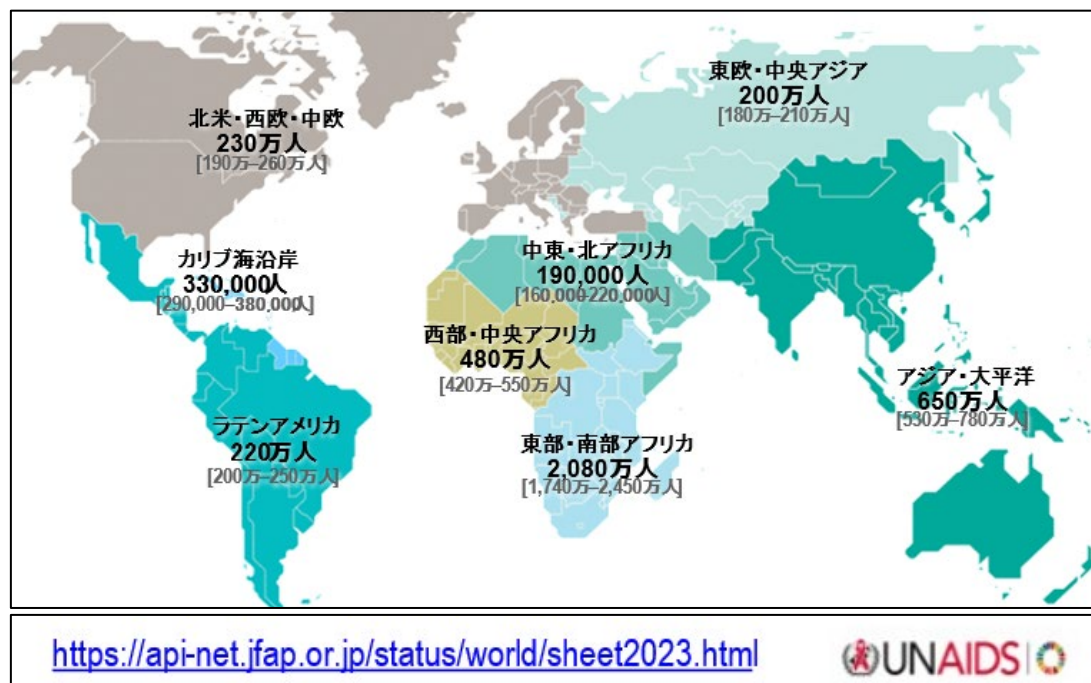 東欧・中央アジア
200万人
[180万–210万人]
北米・西欧・中欧
230万人
[190万–260万人]
カリブ海沿岸
330,000人
[290,000–380,000人]
中東・北アフリカ
190,000人
[160,000–220,000人]
西部・中央アフリカ
480万人
[420万–550万人]
アジア・太平洋
650万人
[530万–780万人]
ラテンアメリカ
220万人
[200万–250万人]
東部・南部アフリカ
2,080万人
[1,740万–2,450万人]
https://api-net.jfap.or.jp/status/world/sheet2023.html
UNAIDS